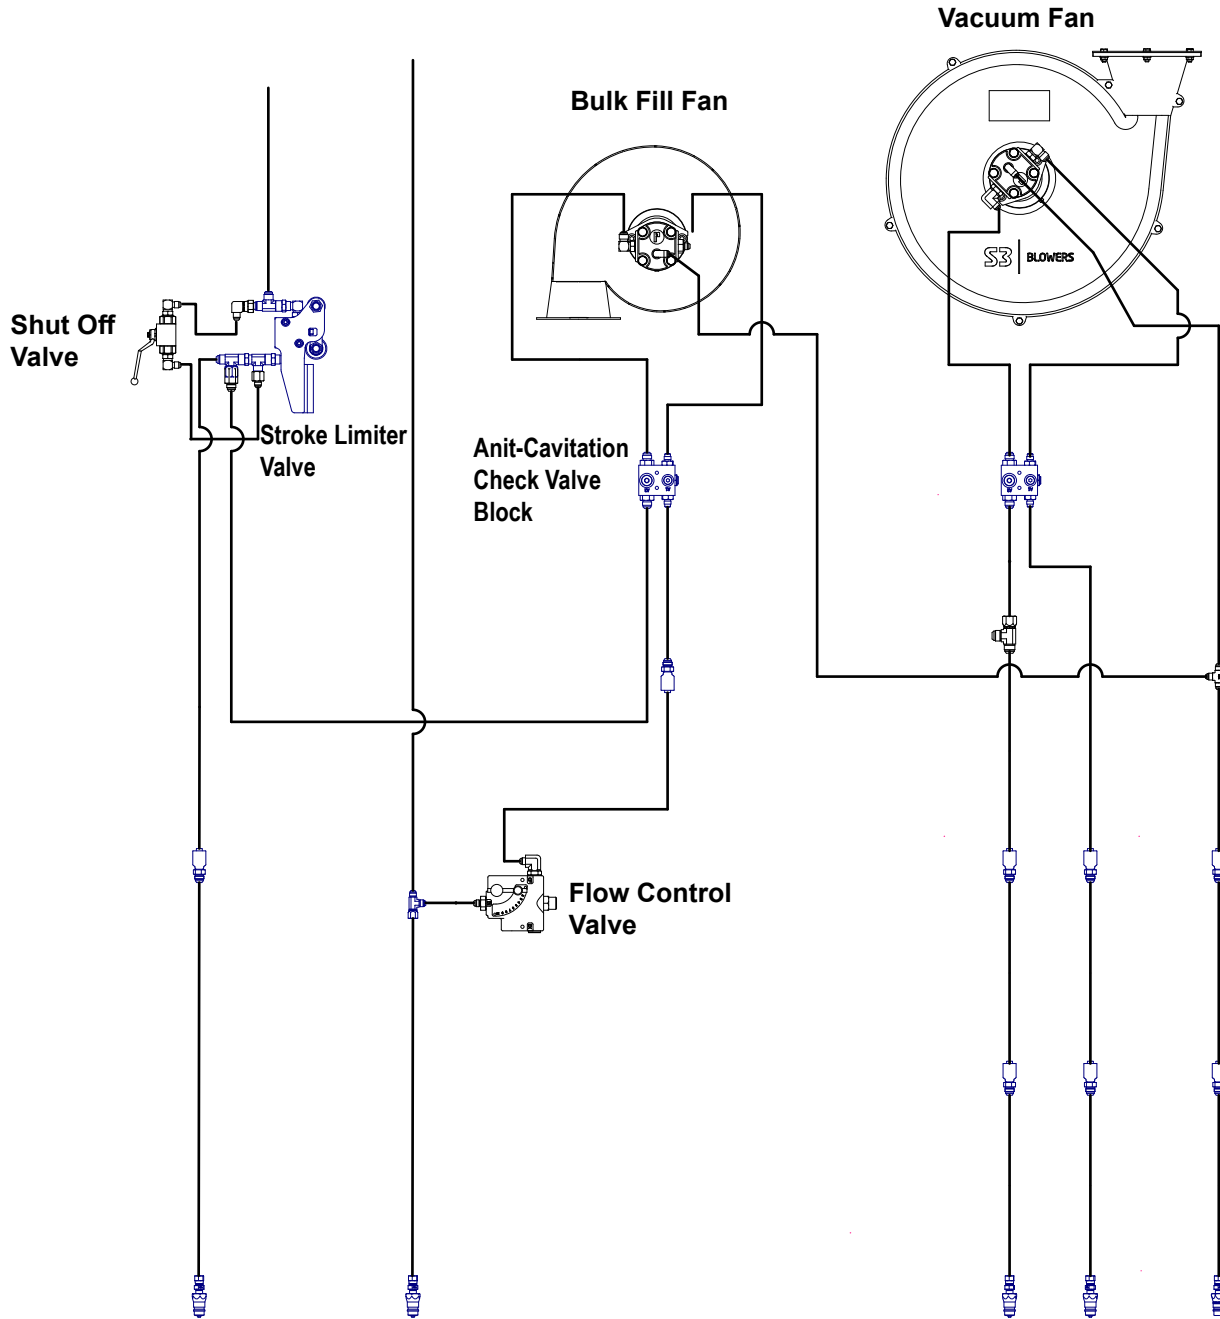 Vacuum Fan
Bulk Fill Fan
S3 BLOWERS
Shut Off
Valve
Stroke Limiter
Valve
Anit-Cavitation
Check Valve
Block
Flow Control
Valve